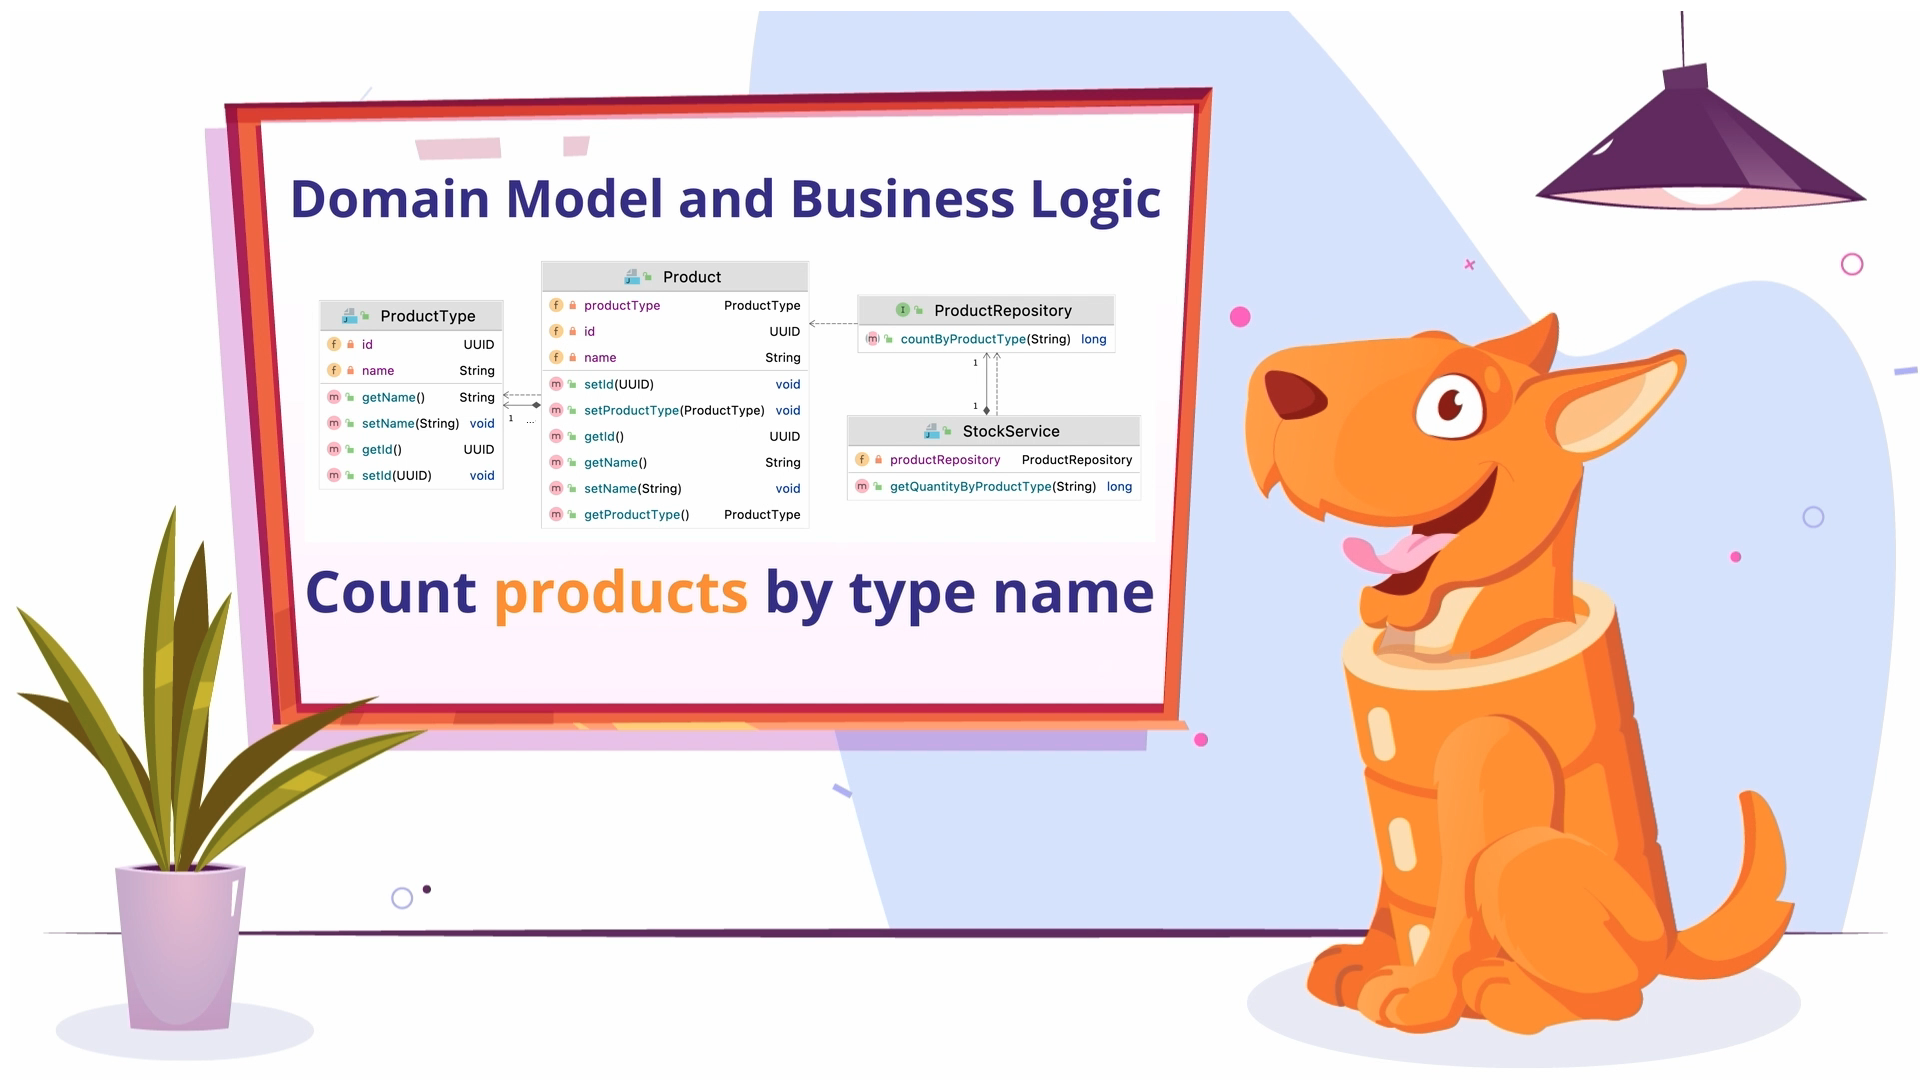 Domain Model and Business Logic
ProductType
f id UUID
f name String
m getName() String
m setName(String) void
m getId() UUID
m setId(UUID) void
1 ...
Product
f productType ProductType
f id UUID
f name String
m setId(UUID) void
m setProductType(ProductType) void
m getId() UUID
m getName() String
m setName(String) void
m getProductType() ProductType
I ProductRepository
m countByProductType(String) long
1
1
StockService
f productRepository ProductRepository
m getQuantityByProductType(String) long
Count products by type name